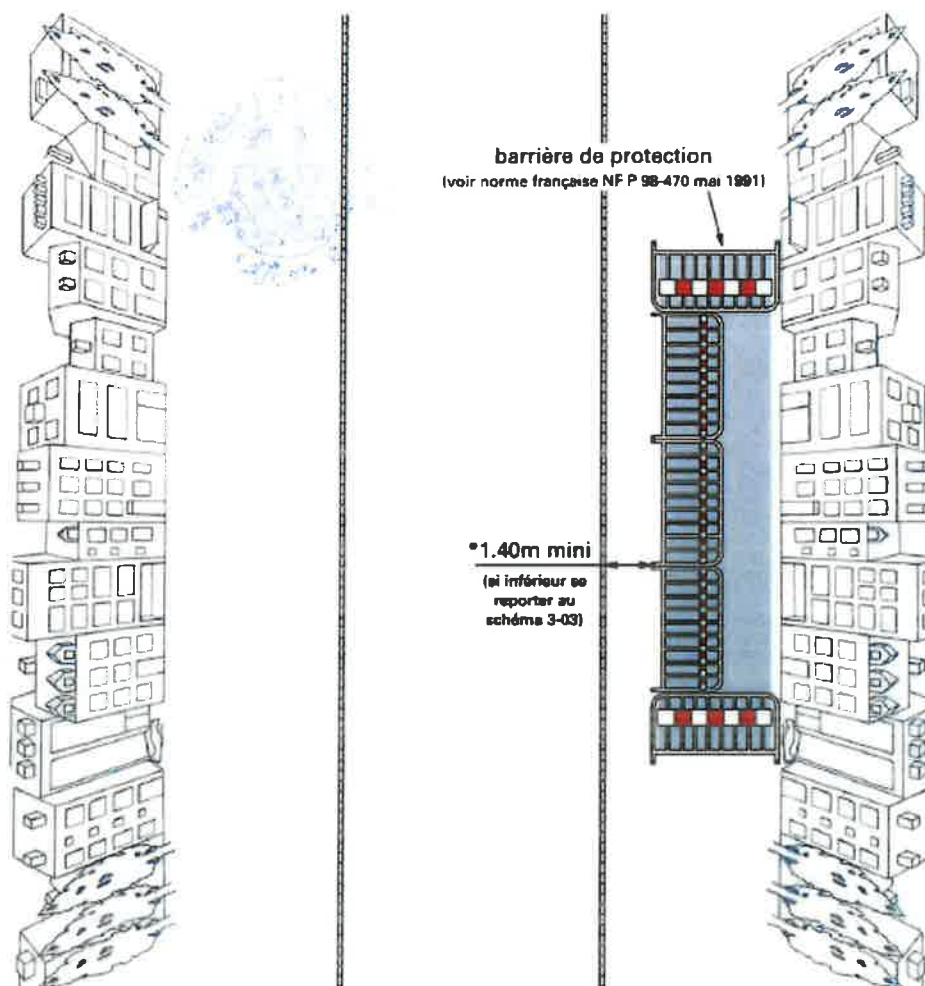 barrière de protection
(voir norme française NF P 98-470 mai 1991)
*1.40m mini
(si inférieur se
reporter au
schéma 3-03)